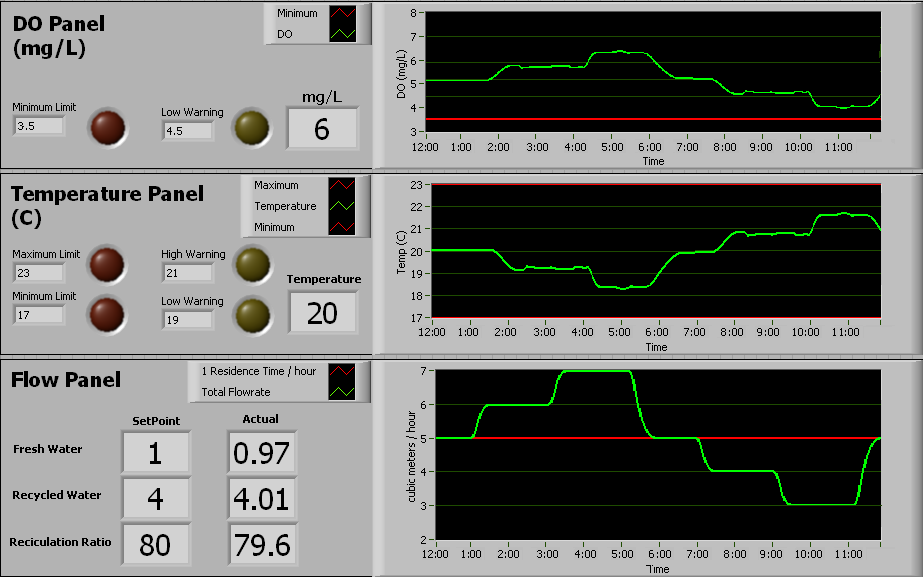 DO Panel
(mg/L)
Minimum
DO
Minimum Limit
3.5
Low Warning
4.5
mg/L
6
8
7
6
5
4
3
DO (mg/L)
12:00 1:00 2:00 3:00 4:00 5:00 6:00 7:00 8:00 9:00 10:00 11:00
Time
Temperature Panel
(C)
Maximum
Temperature
Minimum
Maximum Limit
23
High Warning
21
Minimum Limit
17
Low Warning
19
Temperature
20
23
22
21
20
19
18
17
Temp (C)
12:00 1:00 2:00 3:00 4:00 5:00 6:00 7:00 8:00 9:00 10:00 11:00
Time
Flow Panel
1 Residence Time / hour
Total Flowrate
SetPoint Actual
Fresh Water 1 0.97
Recycled Water 4 4.01
Reciculation Ratio 80 79.6
7
6
5
4
3
2
cubic meters / hour
12:00 1:00 2:00 3:00 4:00 5:00 6:00 7:00 8:00 9:00 10:00 11:00
Time